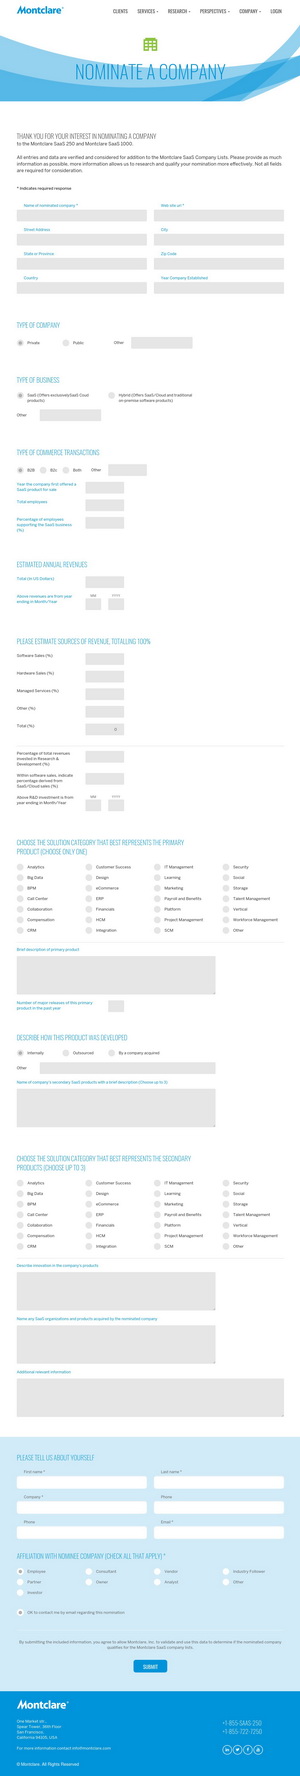 Montclare
CLIENTS SERVICES RESEARCH PERSPECTIVES COMPANY LOGIN
NOMINATE A COMPANY
THANK YOU FOR YOUR INTEREST IN NOMINATING A COMPANY
to the Montclare SaaS 250 and Montclare SaaS 1000.
All entries and data are verified and considered for addition to the Montclare SaaS Company Lists. Please provide as much
information as possible, more information allows us to research and qualify your nomination more effectively. Not all fields
are required for consideration.
* Indicates required response
Name of nominated company * Web site url *
Street Address City
State or Province Zip Code
Country Year Company Established
TYPE OF COMPANY
Private Public Other
TYPE OF BUSINESS
SaaS (Offers exclusively SaaS Cloud
products)
Hybrid (Offers SaaS/Cloud and traditional
on-premise software products)
Other
TYPE OF COMMERCE TRANSACTIONS
B2B B2C Both Other
Year the company first offered a
SaaS product for sale
Total employees
Percentage of employees
supporting the SaaS business
(%)
ESTIMATED ANNUAL REVENUES
Total (in US Dollars)
Above revenues are from year
ending in Month/Year
PLEASE ESTIMATE SOURCES OF REVENUE, TOTALLING 100%
Software Sales (%)
Hardware Sales (%)
Managed Services (%)
Other (%)
Total (%)
Percentage of total revenues
invested in Research &
Development (%)
Within software sales, indicate
percentage derived from
SaaS/Cloud sales (%)
Above R&D investment is from
year ending in Month/Year
CHOOSE THE SOLUTION CATEGORY THAT BEST REPRESENTS THE PRIMARY
PRODUCT (CHOOSE ONLY ONE)
Analytics Customer Success IT Management Security
Big Data Design Learning Social
BPM eCommerce Marketing Storage
Call Center ERP Payroll and Benefits Talent Management
Collaboration Financials Platform Vertical
Compensation HCM Project Management Workforce Management
CRM Integration SCM Other
Brief description of primary product
Number of major releases of this primary
product in the past year
DESCRIBE HOW THIS PRODUCT WAS DEVELOPED
Internally Outsourced By a company acquired
Other
Name of company's secondary SaaS products with a brief description (Choose up to 3)
CHOOSE THE SOLUTION CATEGORY THAT BEST REPRESENTS THE SECONDARY
PRODUCTS (CHOOSE UP TO 3)
Analytics Customer Success IT Management Security
Big Data Design Learning Social
BPM eCommerce Marketing Storage
Call Center ERP Payroll and Benefits Talent Management
Collaboration Financials Platform Vertical
Compensation HCM Project Management Workforce Management
CRM Integration SCM Other
Describe innovation in the company's products
Name any SaaS organizations and products acquired by the nominated company
Additional relevant information
PLEASE TELL US ABOUT YOURSELF
First name * Last name *
Company * Phone
Phone Email *
AFFILIATION WITH NOMINEE COMPANY (CHECK ALL THAT APPLY) *
Employee Consultant Vendor Industry Follower
Partner Owner Analyst Other
Investor
OK to contact me by email regarding this nomination
By submitting the included information, you agree to allow Montclare, Inc. to validate and use this data to determine if the nominated company
qualifies for the Montclare SaaS company lists.
SUBMIT
Montclare
One Market str.
Spear Tower, 36th Floor
San Francisco,
California 94105, USA
For more information contact info@montclare.com
+1-855-SAAS-250
+1-855-722-7250
© Montclare. All Rights Reserved